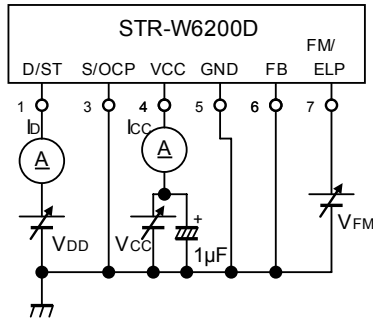 STR-W6200D
FM/
D/ST S/OCP VCC GND FB ELP
1 3 4 5 6 7
ID ICC
A A
VDD VCC + 1µF VFM